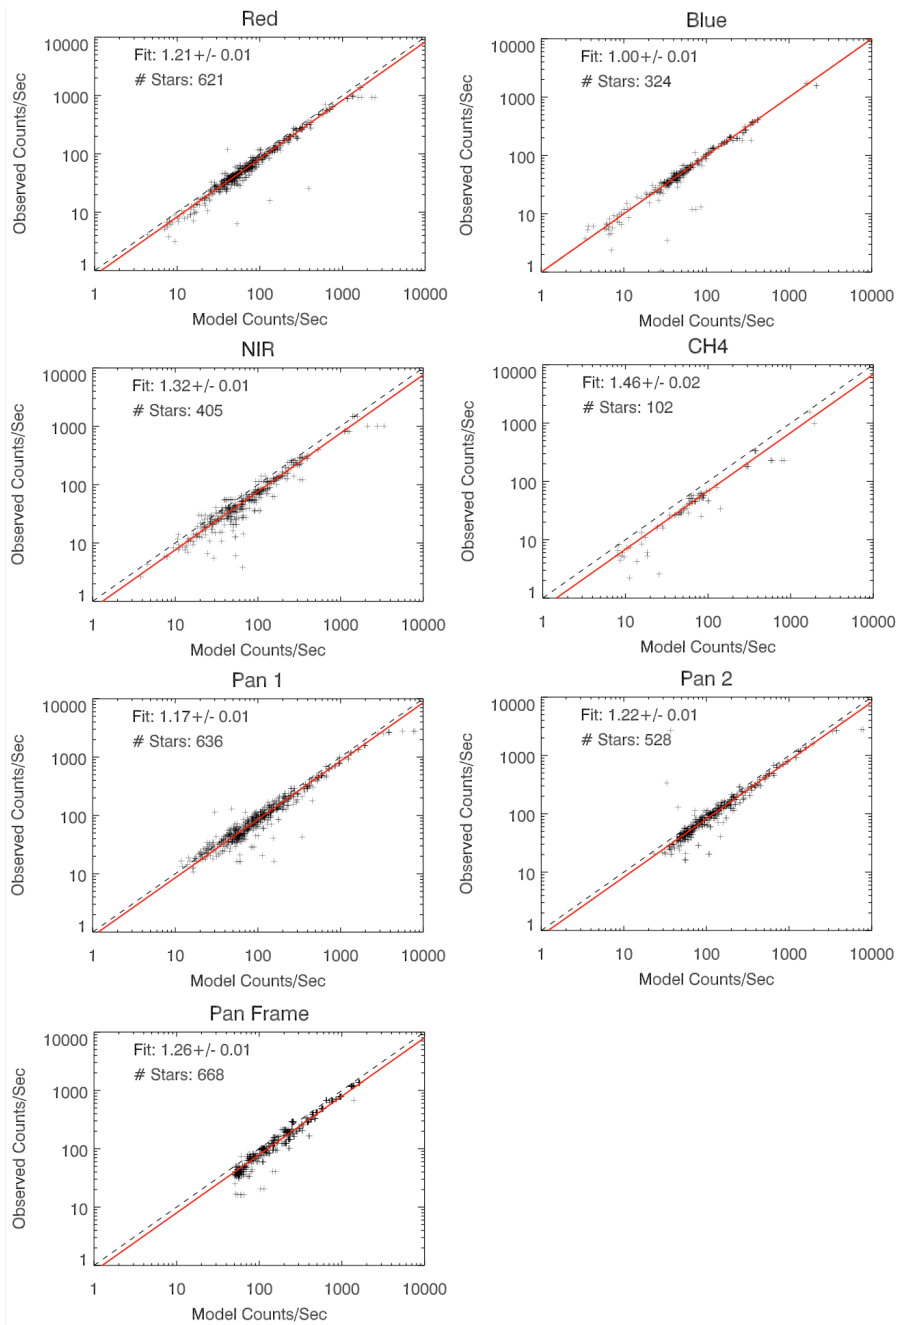 Red
Fit: 1.21+/- 0.01
# Stars: 621
10000
1000
100
10
1
Observed Counts/Sec
1 10 100 1000 10000
Model Counts/Sec
Blue
Fit: 1.00+/- 0.01
# Stars: 324
10000
1000
100
10
1
Observed Counts/Sec
1 10 100 1000 10000
Model Counts/Sec
NIR
Fit: 1.32+/- 0.01
# Stars: 405
10000
1000
100
10
1
Observed Counts/Sec
1 10 100 1000 10000
Model Counts/Sec
CH4
Fit: 1.46+/- 0.02
# Stars: 102
10000
1000
100
10
1
Observed Counts/Sec
1 10 100 1000 10000
Model Counts/Sec
Pan 1
Fit: 1.17+/- 0.01
# Stars: 636
10000
1000
100
10
1
Observed Counts/Sec
1 10 100 1000 10000
Model Counts/Sec
Pan 2
Fit: 1.22+/- 0.01
# Stars: 528
10000
1000
100
10
1
Observed Counts/Sec
1 10 100 1000 10000
Model Counts/Sec
Pan Frame
Fit: 1.26+/- 0.01
# Stars: 668
10000
1000
100
10
1
Observed Counts/Sec
1 10 100 1000 10000
Model Counts/Sec